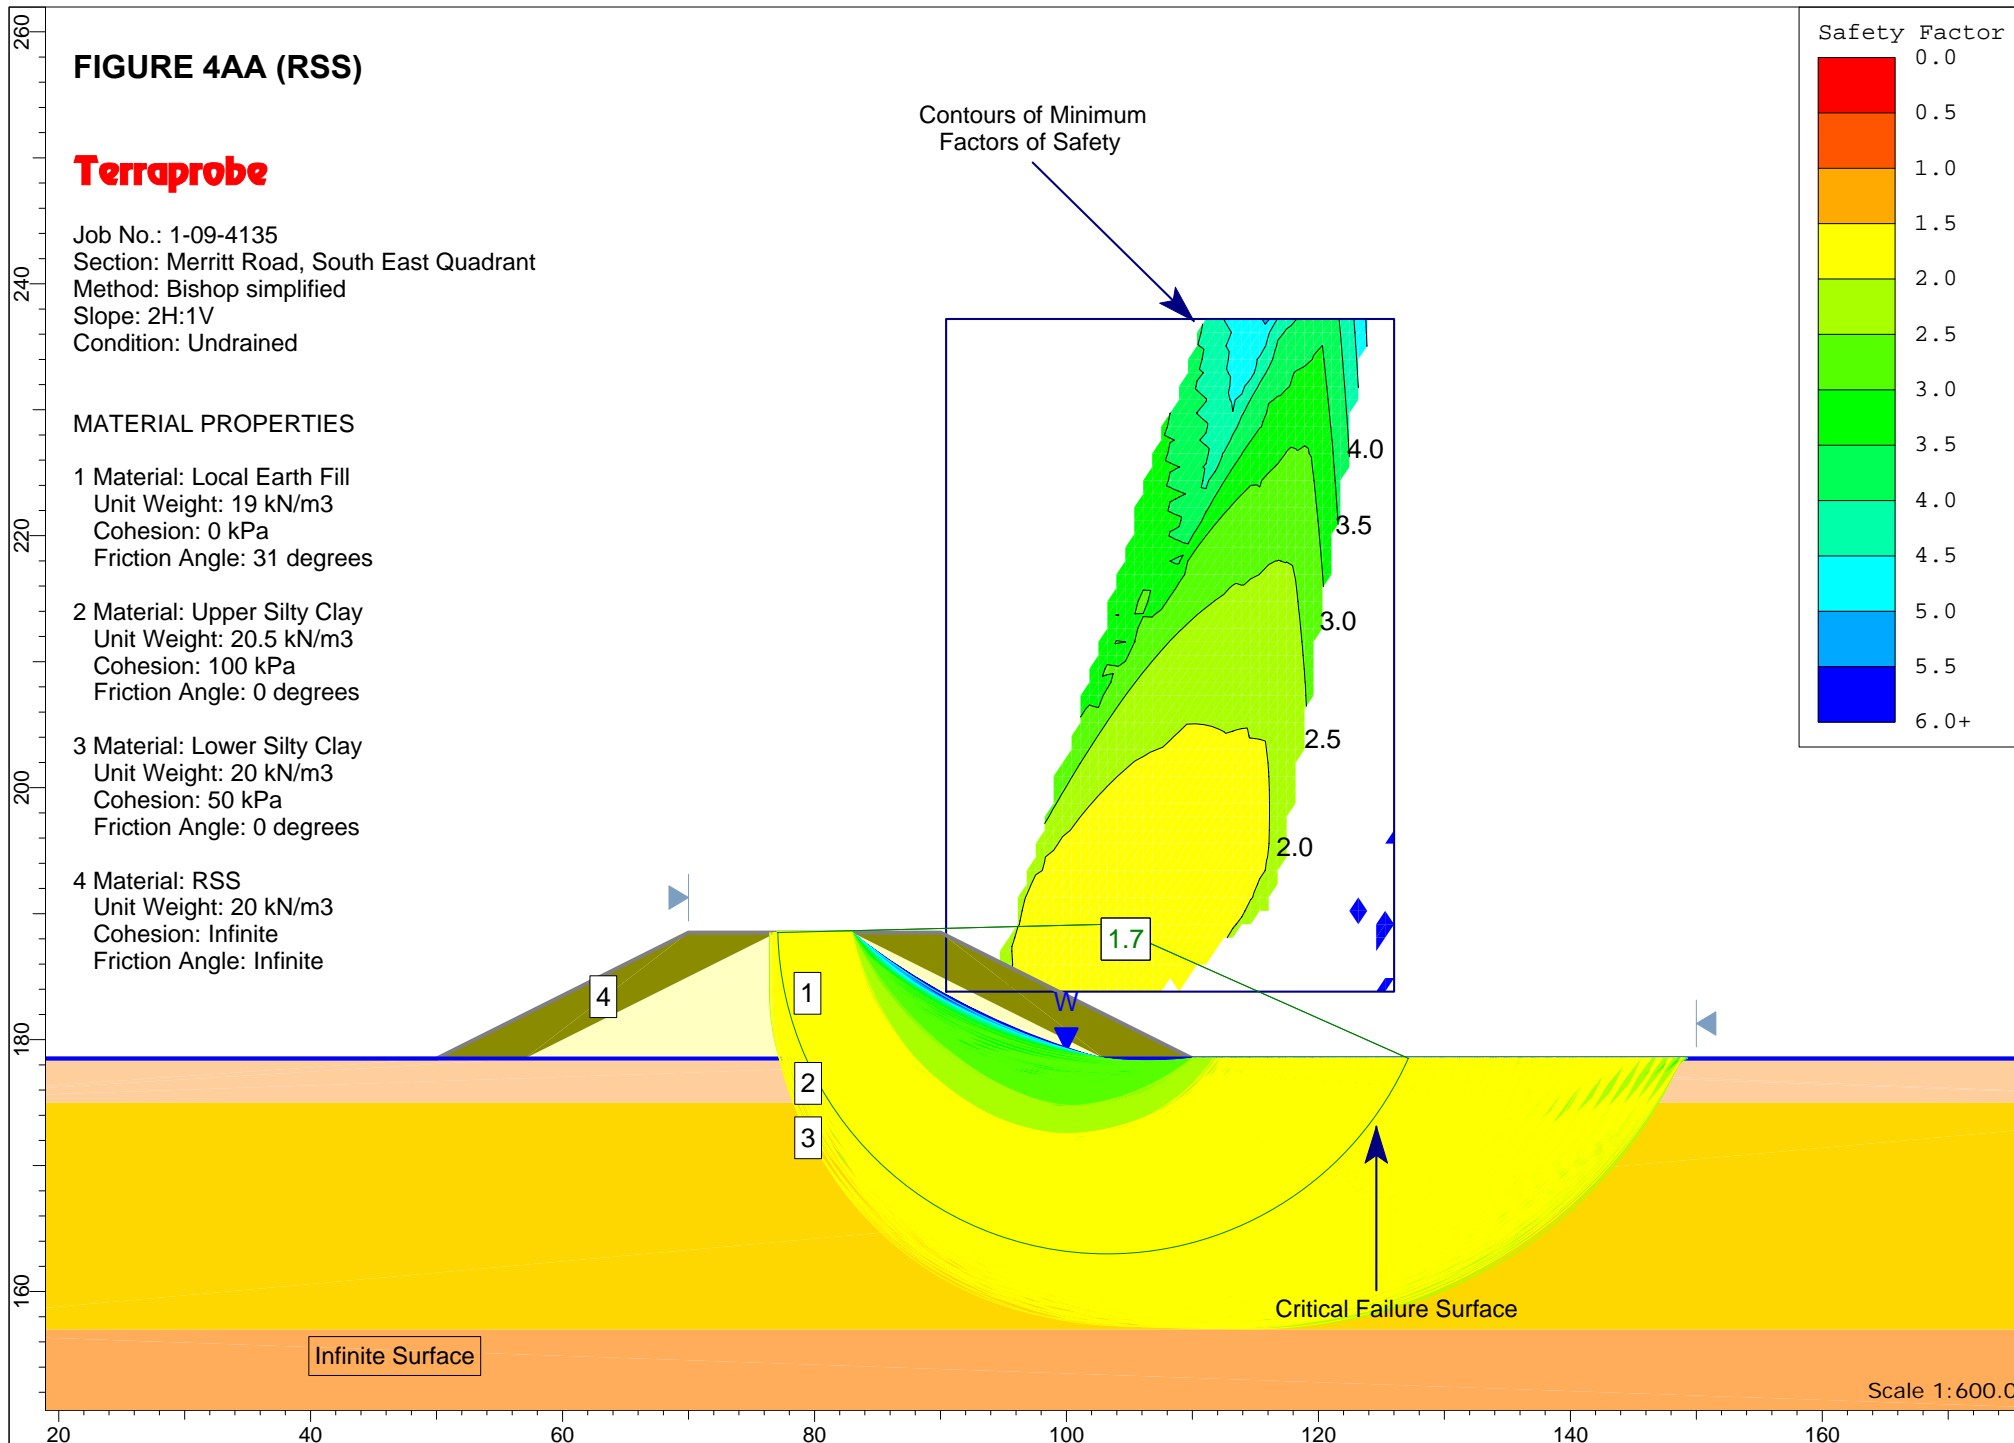 FIGURE 4AA (RSS)
Terraprobe
Job No.: 1-09-4135
Section: Merritt Road, South East Quadrant
Method: Bishop simplified
Slope: 2H:1V
Condition: Undrained
MATERIAL PROPERTIES
1 Material: Local Earth Fill
Unit Weight: 19 kN/m3
Cohesion: 0 kPa
Friction Angle: 31 degrees
2 Material: Upper Silty Clay
Unit Weight: 20.5 kN/m3
Cohesion: 100 kPa
Friction Angle: 0 degrees
3 Material: Lower Silty Clay
Unit Weight: 20 kN/m3
Cohesion: 50 kPa
Friction Angle: 0 degrees
4 Material: RSS
Unit Weight: 20 kN/m3
Cohesion: Infinite
Friction Angle: Infinite
Contours of Minimum
Factors of Safety
Safety Factor
0.0
0.5
1.0
1.5
2.0
2.5
3.0
3.5
4.0
4.5
5.0
5.5
6.0+
4.0
3.5
3.0
2.5
2.0
1.7
W
4
1
2
3
Critical Failure Surface
Infinite Surface
Scale 1:600.0
260
240
220
200
180
160
20
40
60
80
100
120
140
160